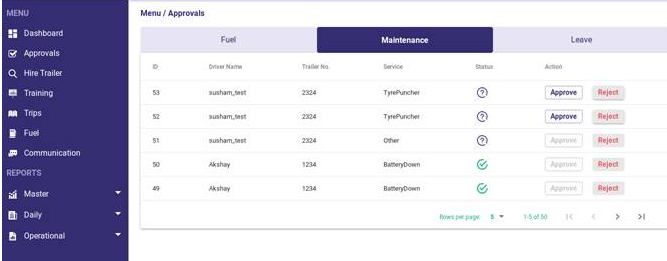 MENU
Dashboard
Approvals
Hire Trailer
Training
Trips
Fuel
Communication
REPORTS
Master
Daily
Operational
Menu / Approvals
Fuel Maintenance Leave
ID Driver Name Trailer No. Service Status Action
53 susham_test 2324 TyrePuncher Approve Reject
52 susham_test 2324 TyrePuncher Approve Reject
51 susham_test 2324 Other Approve Reject
50 Akshay 1234 BatteryDown Approve Reject
49 Akshay 1234 BatteryDown Approve Reject
Rows per page: 5 1-5 of 50